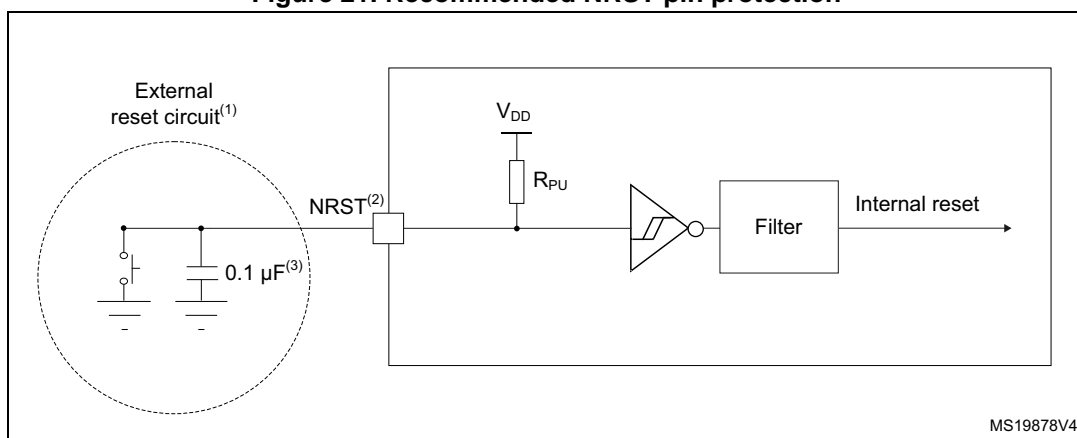 Figure 21. Recommended NRST pin protection
External
reset circuit(1)
VDD
RPU
NRST(2)
Filter
Internal reset
0.1 µF(3)
MS19878V4